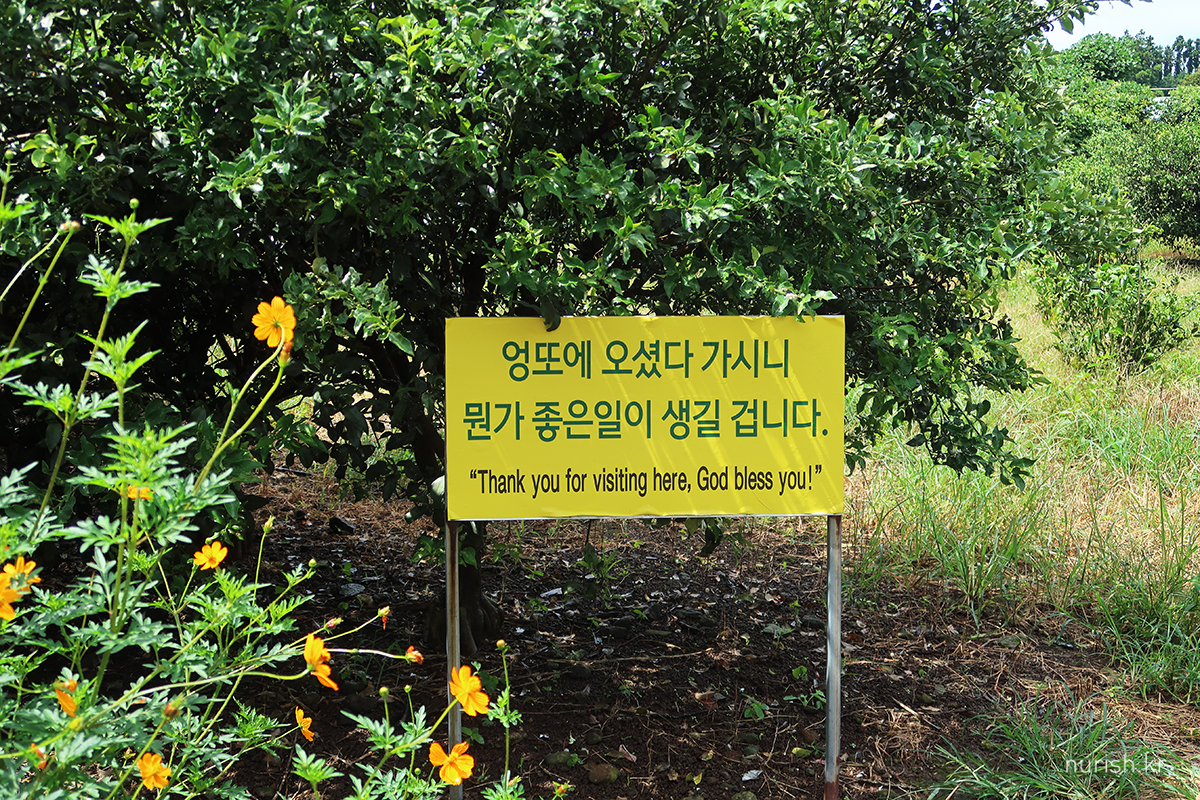 엉또에 오셨다 가시니
뭔가 좋은일이 생길 겁니다.
“Thank you for visiting here, God bless you!”
nurish.kr